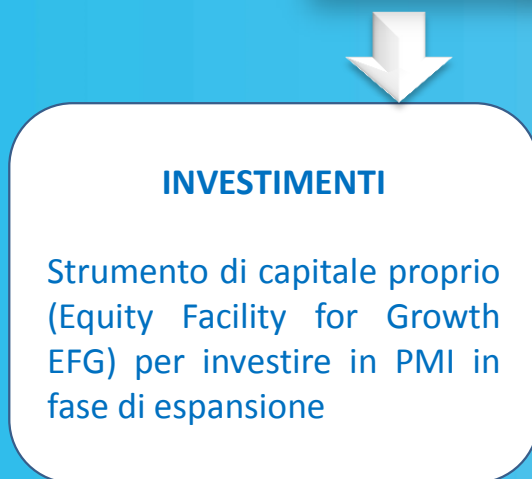 INVESTIMENTI
Strumento di capitale proprio
(Equity Facility for Growth
EFG) per investire in PMI in
fase di espansione